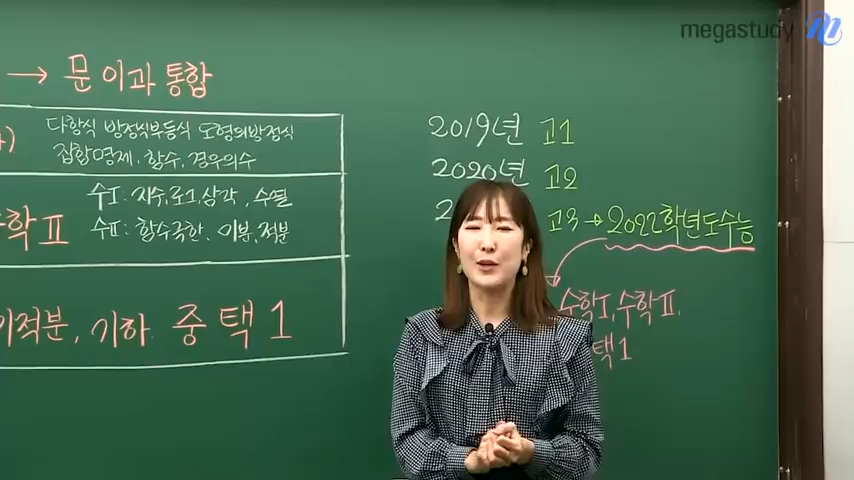 megastudy
→ 문이과 통합
다항식 방정식부등식 도형의방정식
집합명제, 함수, 경우의수
수I: 지수,로그,삼각, 수열
수II: 함수극한, 미분, 적분
수학 II
미적분, 기하 중 택 1
2019년 고1
2020년 고2
2 고3 → 2022학년도수능
수학I, 수학II,
택1